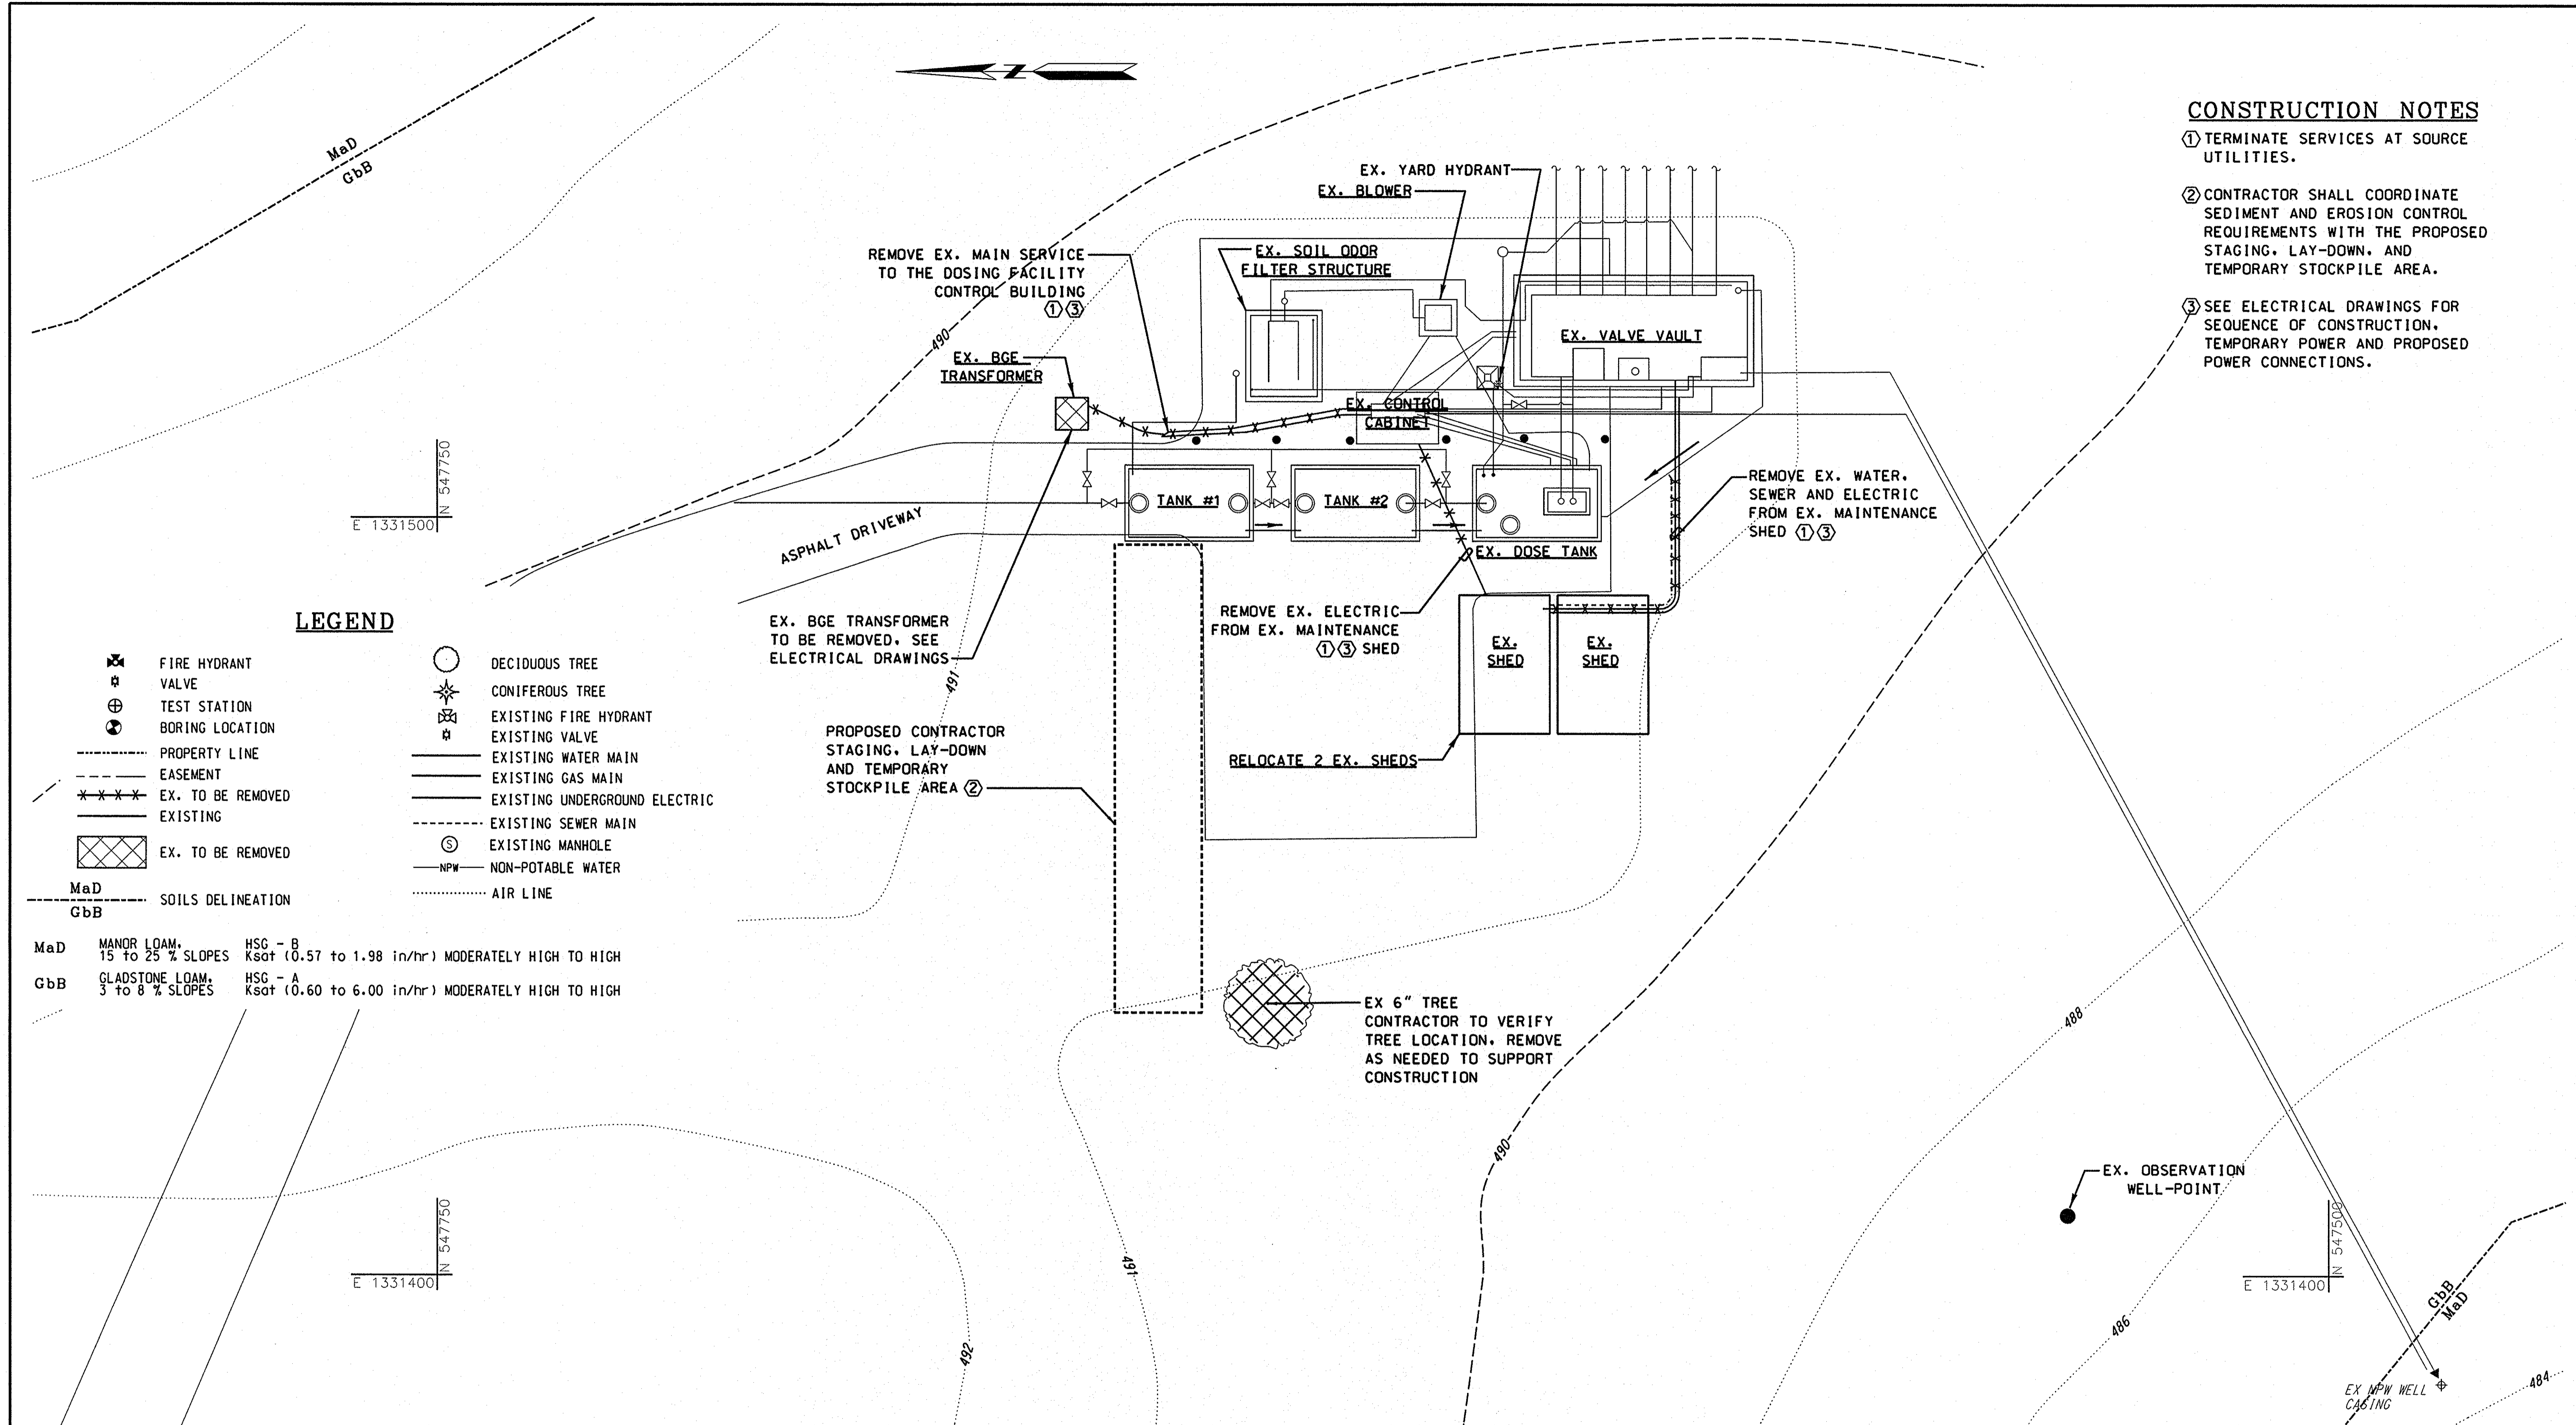 CONSTRUCTION NOTES
1 TERMINATE SERVICES AT SOURCE
UTILITIES.
2 CONTRACTOR SHALL COORDINATE
SEDIMENT AND EROSION CONTROL
REQUIREMENTS WITH THE PROPOSED
STAGING, LAY-DOWN, AND
TEMPORARY STOCKPILE AREA.
3 SEE ELECTRICAL DRAWINGS FOR
SEQUENCE OF CONSTRUCTION,
TEMPORARY POWER AND PROPOSED
POWER CONNECTIONS.
Z
MaD
GbB
EX. YARD HYDRANT
EX. BLOWER
REMOVE EX. MAIN SERVICE
TO THE DOSING FACILITY
CONTROL BUILDING
1 3
EX. SOIL ODOR
FILTER STRUCTURE
EX. VALVE VAULT
490
EX. BGE
TRANSFORMER
EX. CONTROL
CABINET
N 547750
E 1331500
TANK #1
TANK #2
ASPHALT DRIVEWAY
EX. DOSE TANK
REMOVE EX. WATER,
SEWER AND ELECTRIC
FROM EX. MAINTENANCE
SHED 1 3
EX. BGE TRANSFORMER
TO BE REMOVED. SEE
ELECTRICAL DRAWINGS
REMOVE EX. ELECTRIC
FROM EX. MAINTENANCE
1 3 SHED
EX.
SHED
EX.
SHED
491
PROPOSED CONTRACTOR
STAGING, LAY-DOWN
AND TEMPORARY
STOCKPILE AREA 2
RELOCATE 2 EX. SHEDS
LEGEND
FIRE HYDRANT
VALVE
TEST STATION
BORING LOCATION
PROPERTY LINE
EASEMENT
X X X X EX. TO BE REMOVED
EXISTING
EX. TO BE REMOVED
MaD
GbB
SOILS DELINEATION
DECIDUOUS TREE
CONIFEROUS TREE
EXISTING FIRE HYDRANT
EXISTING VALVE
EXISTING WATER MAIN
EXISTING GAS MAIN
EXISTING UNDERGROUND ELECTRIC
EXISTING SEWER MAIN
S EXISTING MANHOLE
NPW NON-POTABLE WATER
AIR LINE
MaD MANOR LOAM, HSG - B
15 to 25 % SLOPES Ksat (0.57 to 1.98 in/hr) MODERATELY HIGH TO HIGH
GbB GLADSTONE LOAM, HSG - A
3 to 8 % SLOPES Ksat (0.60 to 6.00 in/hr) MODERATELY HIGH TO HIGH
EX 6" TREE
CONTRACTOR TO VERIFY
TREE LOCATION, REMOVE
AS NEEDED TO SUPPORT
CONSTRUCTION
488
490
EX. OBSERVATION
WELL-POINT
N 547750
E 1331400
491
492
N 547500
E 1331400
486
GbB
MaD
484
EX NPW WELL
CASING